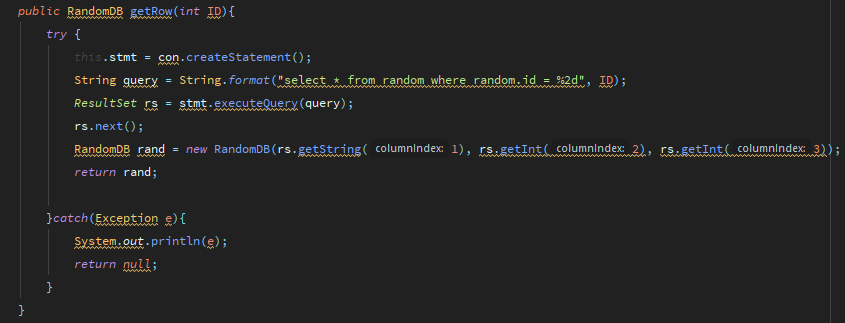 public RandomDB getRow(int ID){
try {
this.stmt = con.createStatement();
String query = String.format("select * from random where random.id = %2d", ID);
ResultSet rs = stmt.executeQuery(query);
rs.next();
RandomDB rand = new RandomDB(rs.getString( columnIndex: 1), rs.getInt( columnIndex: 2), rs.getInt( columnIndex: 3));
return rand;
}catch(Exception e){
System.out.println(e);
return null;
}
}